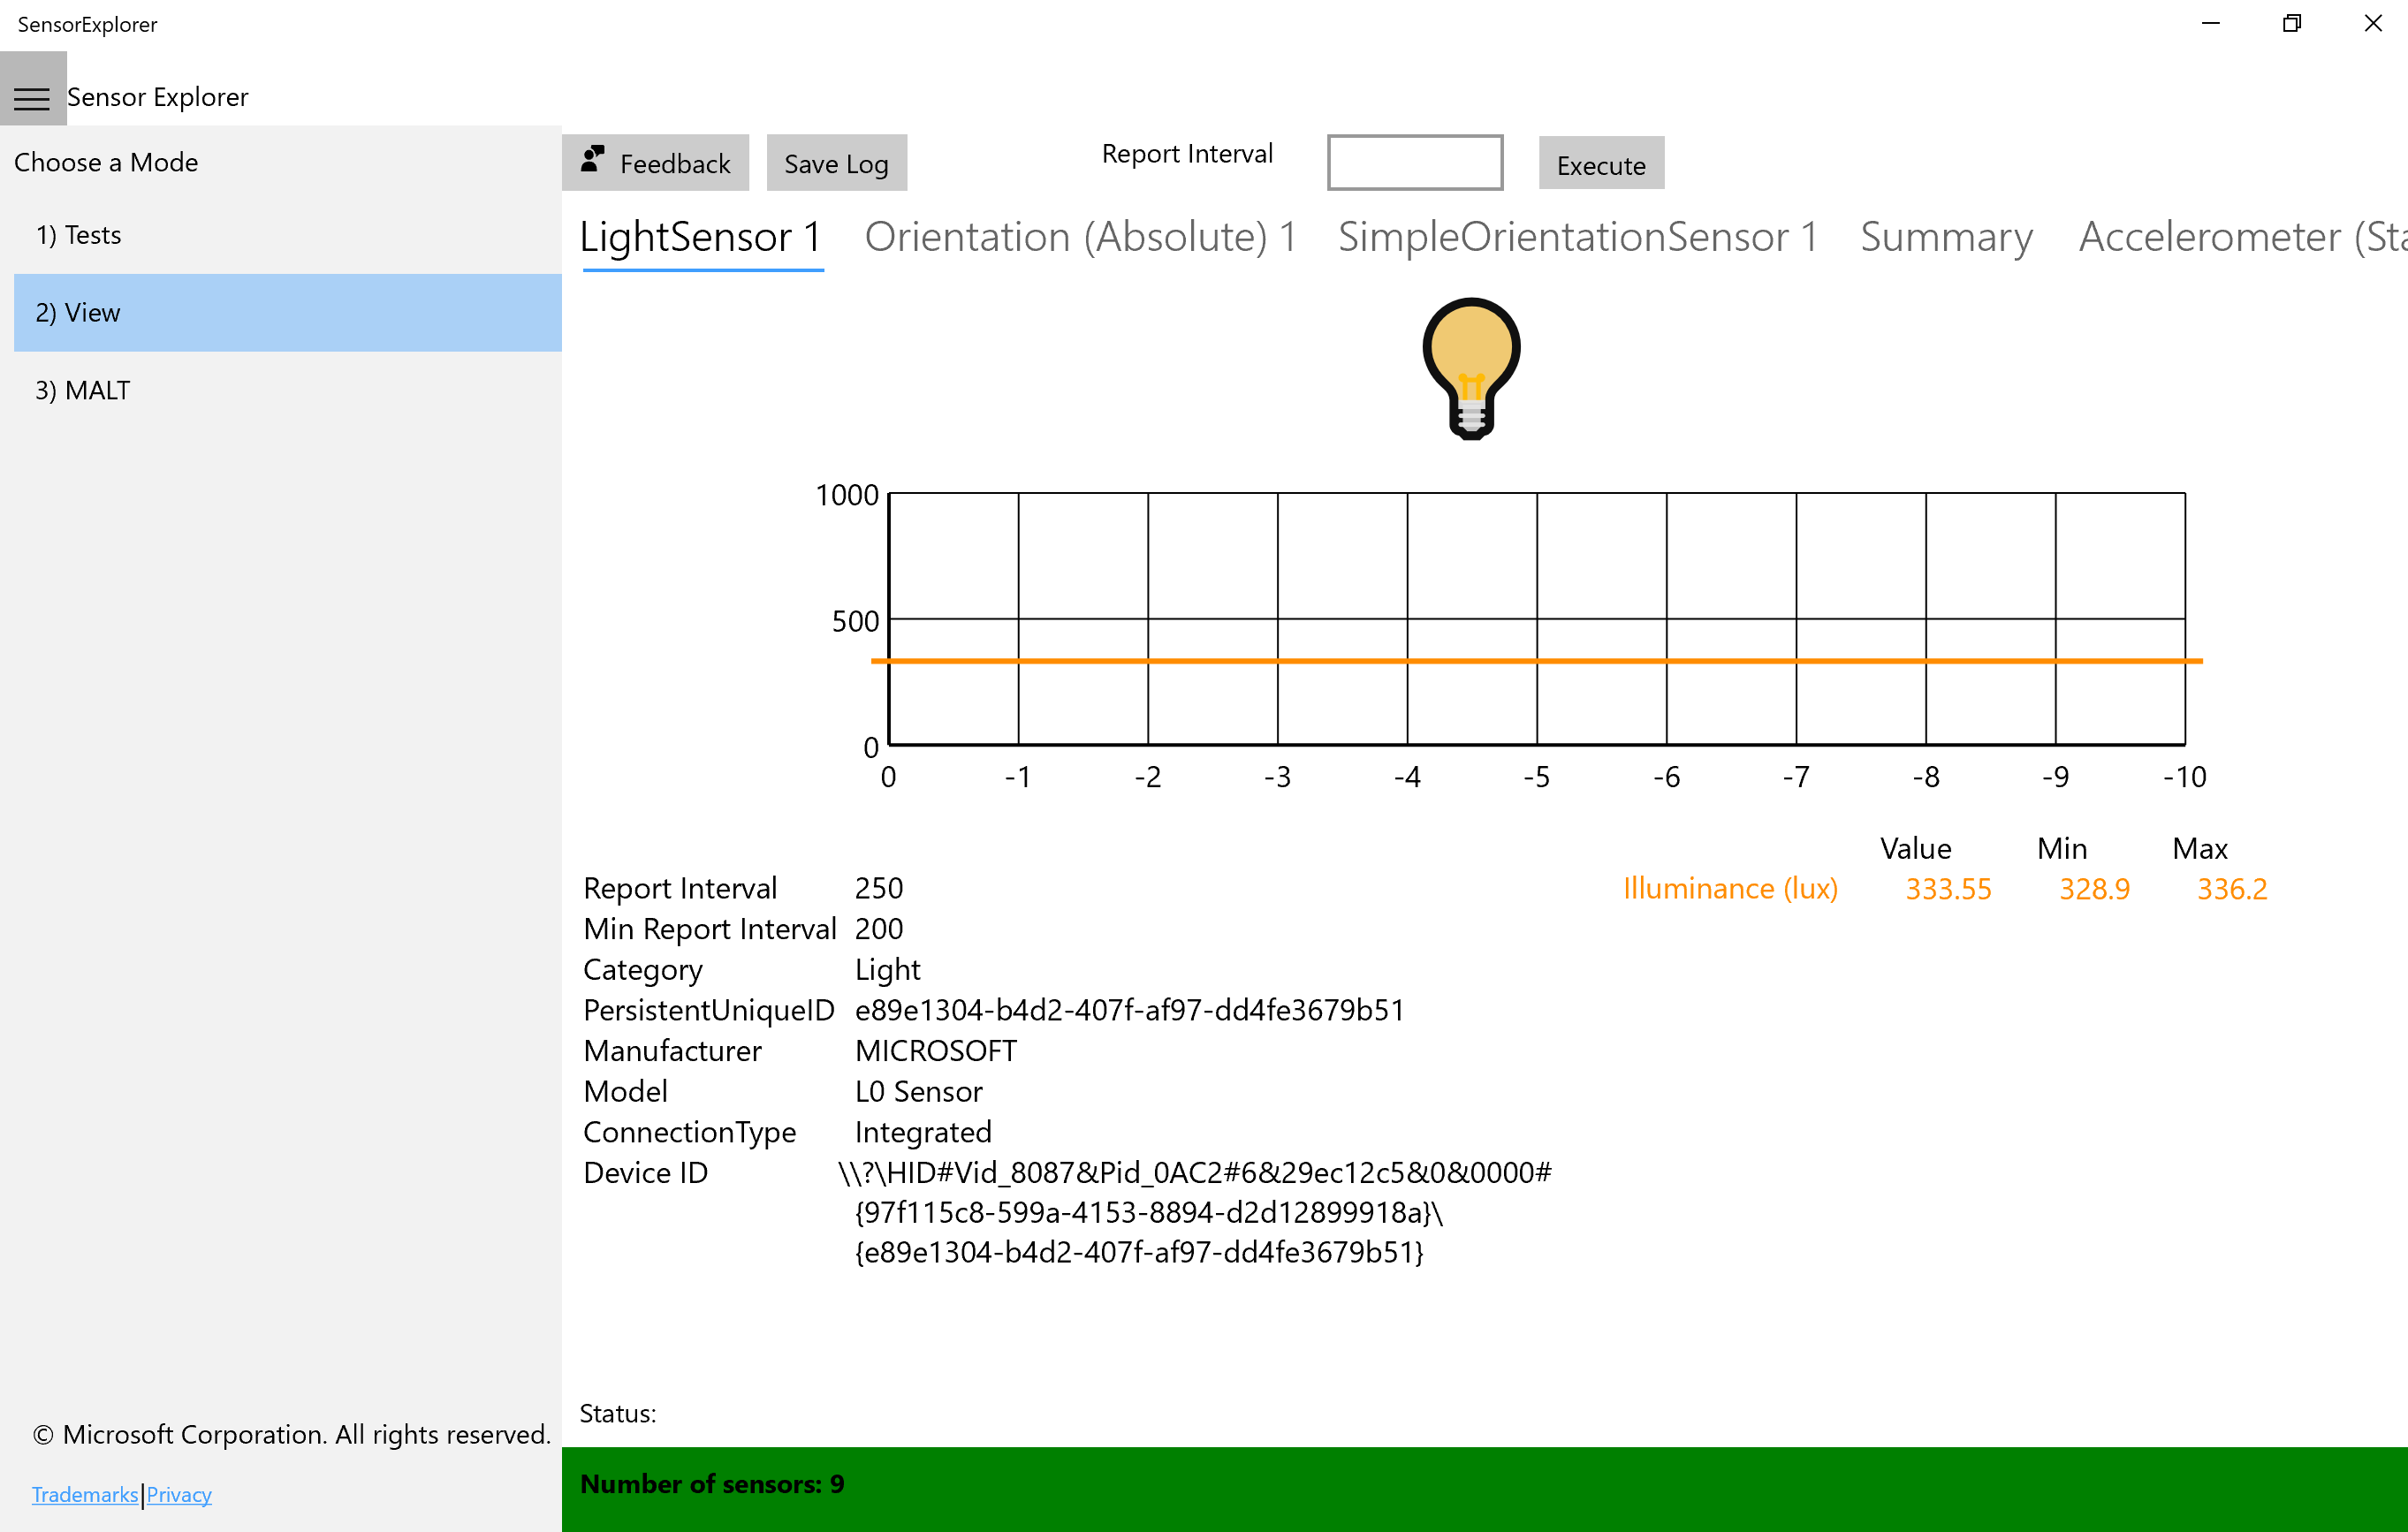 SensorExplorer
Sensor Explorer
Choose a Mode
1) Tests
2) View
3) MALT
© Microsoft Corporation. All rights reserved.
Trademarks|Privacy
Feedback Save Log Report Interval Execute
LightSensor 1 Orientation (Absolute) 1 SimpleOrientationSensor 1 Summary Accelerometer (Sta
1000
500
0
0 -1 -2 -3 -4 -5 -6 -7 -8 -9 -10
Value Min Max
Illuminance (lux) 333.55 328.9 336.2
Report Interval 250
Min Report Interval 200
Category Light
PersistentUniqueID e89e1304-b4d2-407f-af97-dd4fe3679b51
Manufacturer MICROSOFT
Model L0 Sensor
ConnectionType Integrated
Device ID \\?\HID#Vid_8087&Pid_0AC2#6&29ec12c5&0&0000#
{97f115c8-599a-4153-8894-d2d12899918a}\
{e89e1304-b4d2-407f-af97-dd4fe3679b51}
Status:
Number of sensors: 9